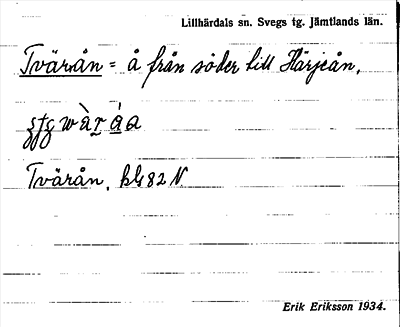 Lillhärdals sn. Svegs tg. Jämtlands län.
Tvärån = å från söder till Härjeån,
Tvärån, bl. 82 N.
Erik Eriksson 1934.